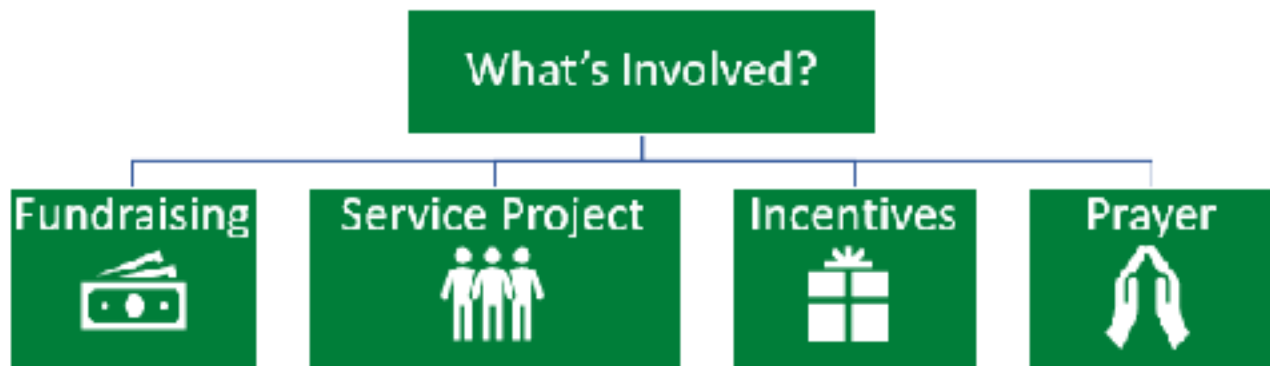 What's Involved?
Fundraising
Service Project
Incentives
Prayer